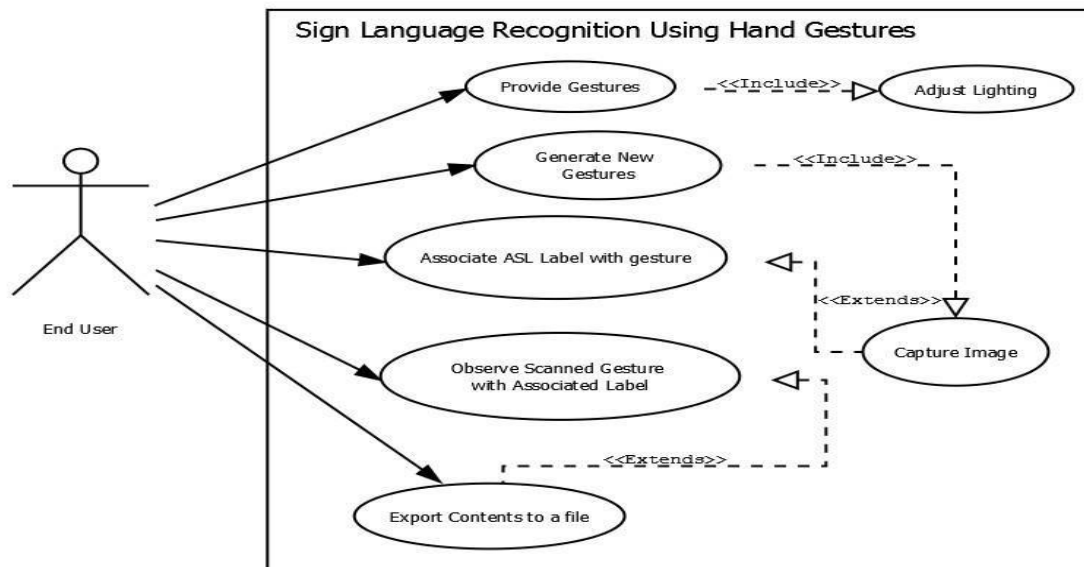 Sign Language Recognition Using Hand Gestures
Provide Gestures
<<Include>>
Adjust Lighting
Generate New
Gestures
<<Include>>
Associate ASL Label with gesture
<<Extends>>
End User
Capture Image
Observe Scanned Gesture
with Associated Label
<<Extends>>
Export Contents to a file